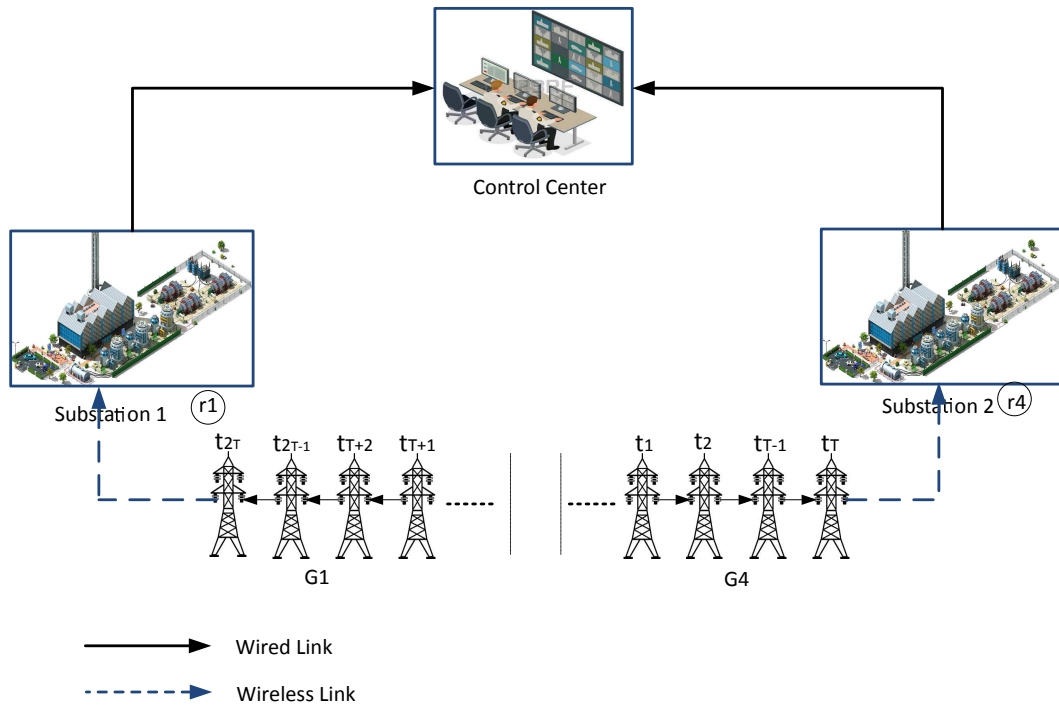 Control Center
Substation 1
r1
Substation 2
r4
t2T
t2T-1
tT+2
tT+1
t1
t2
tT-1
tT
G1
G4
Wired Link
Wireless Link